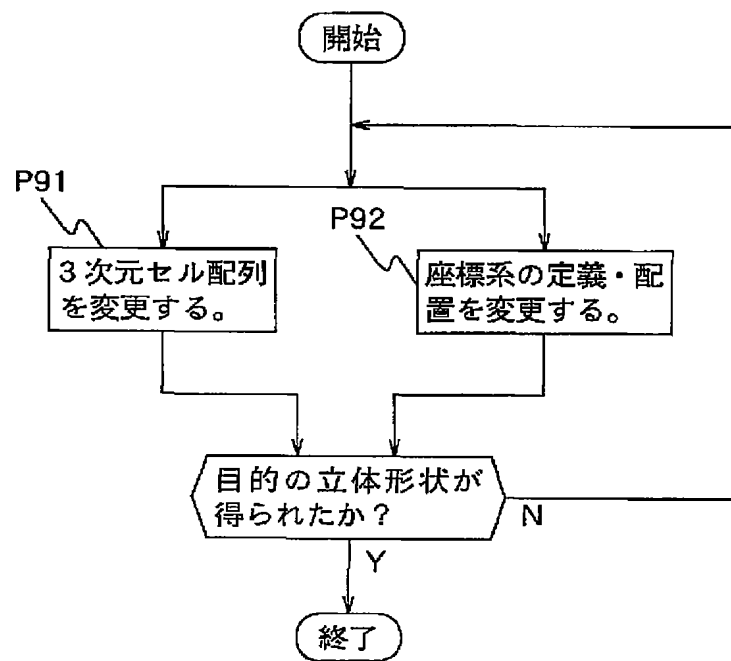 開始
P91
P92
３次元セル配列
を変更する。
座標系の定義・配
置を変更する。
目的の立体形状が
得られたか？
N
Y
終了